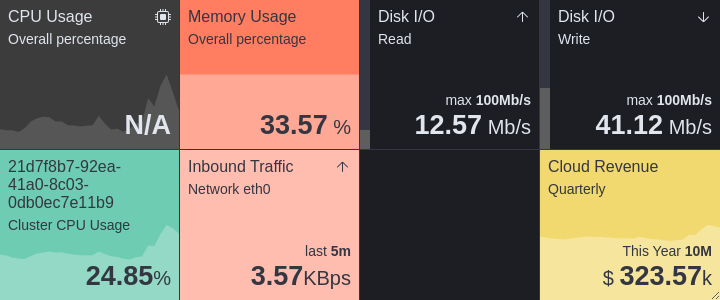 CPU Usage
Overall percentage
N/A
Memory Usage
Overall percentage
33.57 %
Disk I/O
Read
max 100Mb/s
12.57 Mb/s
Disk I/O
Write
max 100Mb/s
41.12 Mb/s
21d7f8b7-92ea-
41a0-8c03-
0db0ec7e11b9
Cluster CPU Usage
24.85%
Inbound Traffic
Network eth0
last 5m
3.57KBps
Cloud Revenue
Quarterly
This Year 10M
$ 323.57k